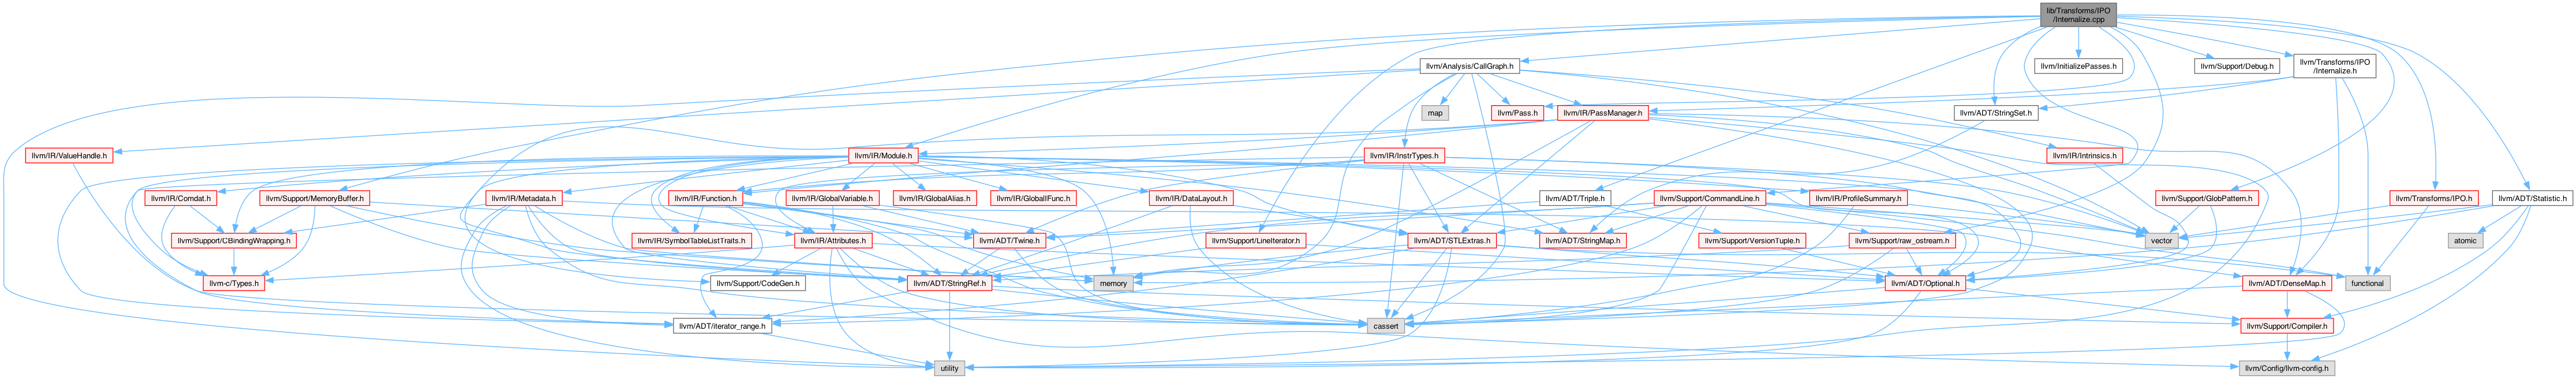 lib/Transforms/IPO
/Internalize.cpp
llvm/Analysis/CallGraph.h
llvm/InitializePasses.h
llvm/Support/Debug.h
llvm/Transforms/IPO
/Internalize.h
map
llvm/Pass.h
llvm/IR/PassManager.h
llvm/ADT/StringSet.h
llvm/IR/ValueHandle.h
llvm/IR/Module.h
llvm/IR/InstrTypes.h
llvm/IR/Intrinsics.h
llvm/IR/Comdat.h
llvm/Support/MemoryBuffer.h
llvm/IR/Metadata.h
llvm/IR/Function.h
llvm/IR/GlobalVariable.h
llvm/IR/GlobalAlias.h
llvm/IR/GlobalIFunc.h
llvm/IR/DataLayout.h
llvm/ADT/Triple.h
llvm/Support/CommandLine.h
llvm/IR/ProfileSummary.h
llvm/Support/GlobPattern.h
llvm/Transforms/IPO.h
llvm/ADT/Statistic.h
llvm/Support/CBindingWrapping.h
llvm/IR/SymbolTableListTraits.h
llvm/IR/Attributes.h
llvm/ADT/Twine.h
llvm/Support/LineIterator.h
llvm/ADT/STLExtras.h
llvm/ADT/StringMap.h
llvm/Support/VersionTuple.h
llvm/Support/raw_ostream.h
vector
atomic
llvm-c/Types.h
llvm/Support/CodeGen.h
llvm/ADT/StringRef.h
memory
llvm/ADT/Optional.h
llvm/ADT/DenseMap.h
functional
llvm/ADT/iterator_range.h
cassert
llvm/Support/Compiler.h
utility
llvm/Config/llvm-config.h